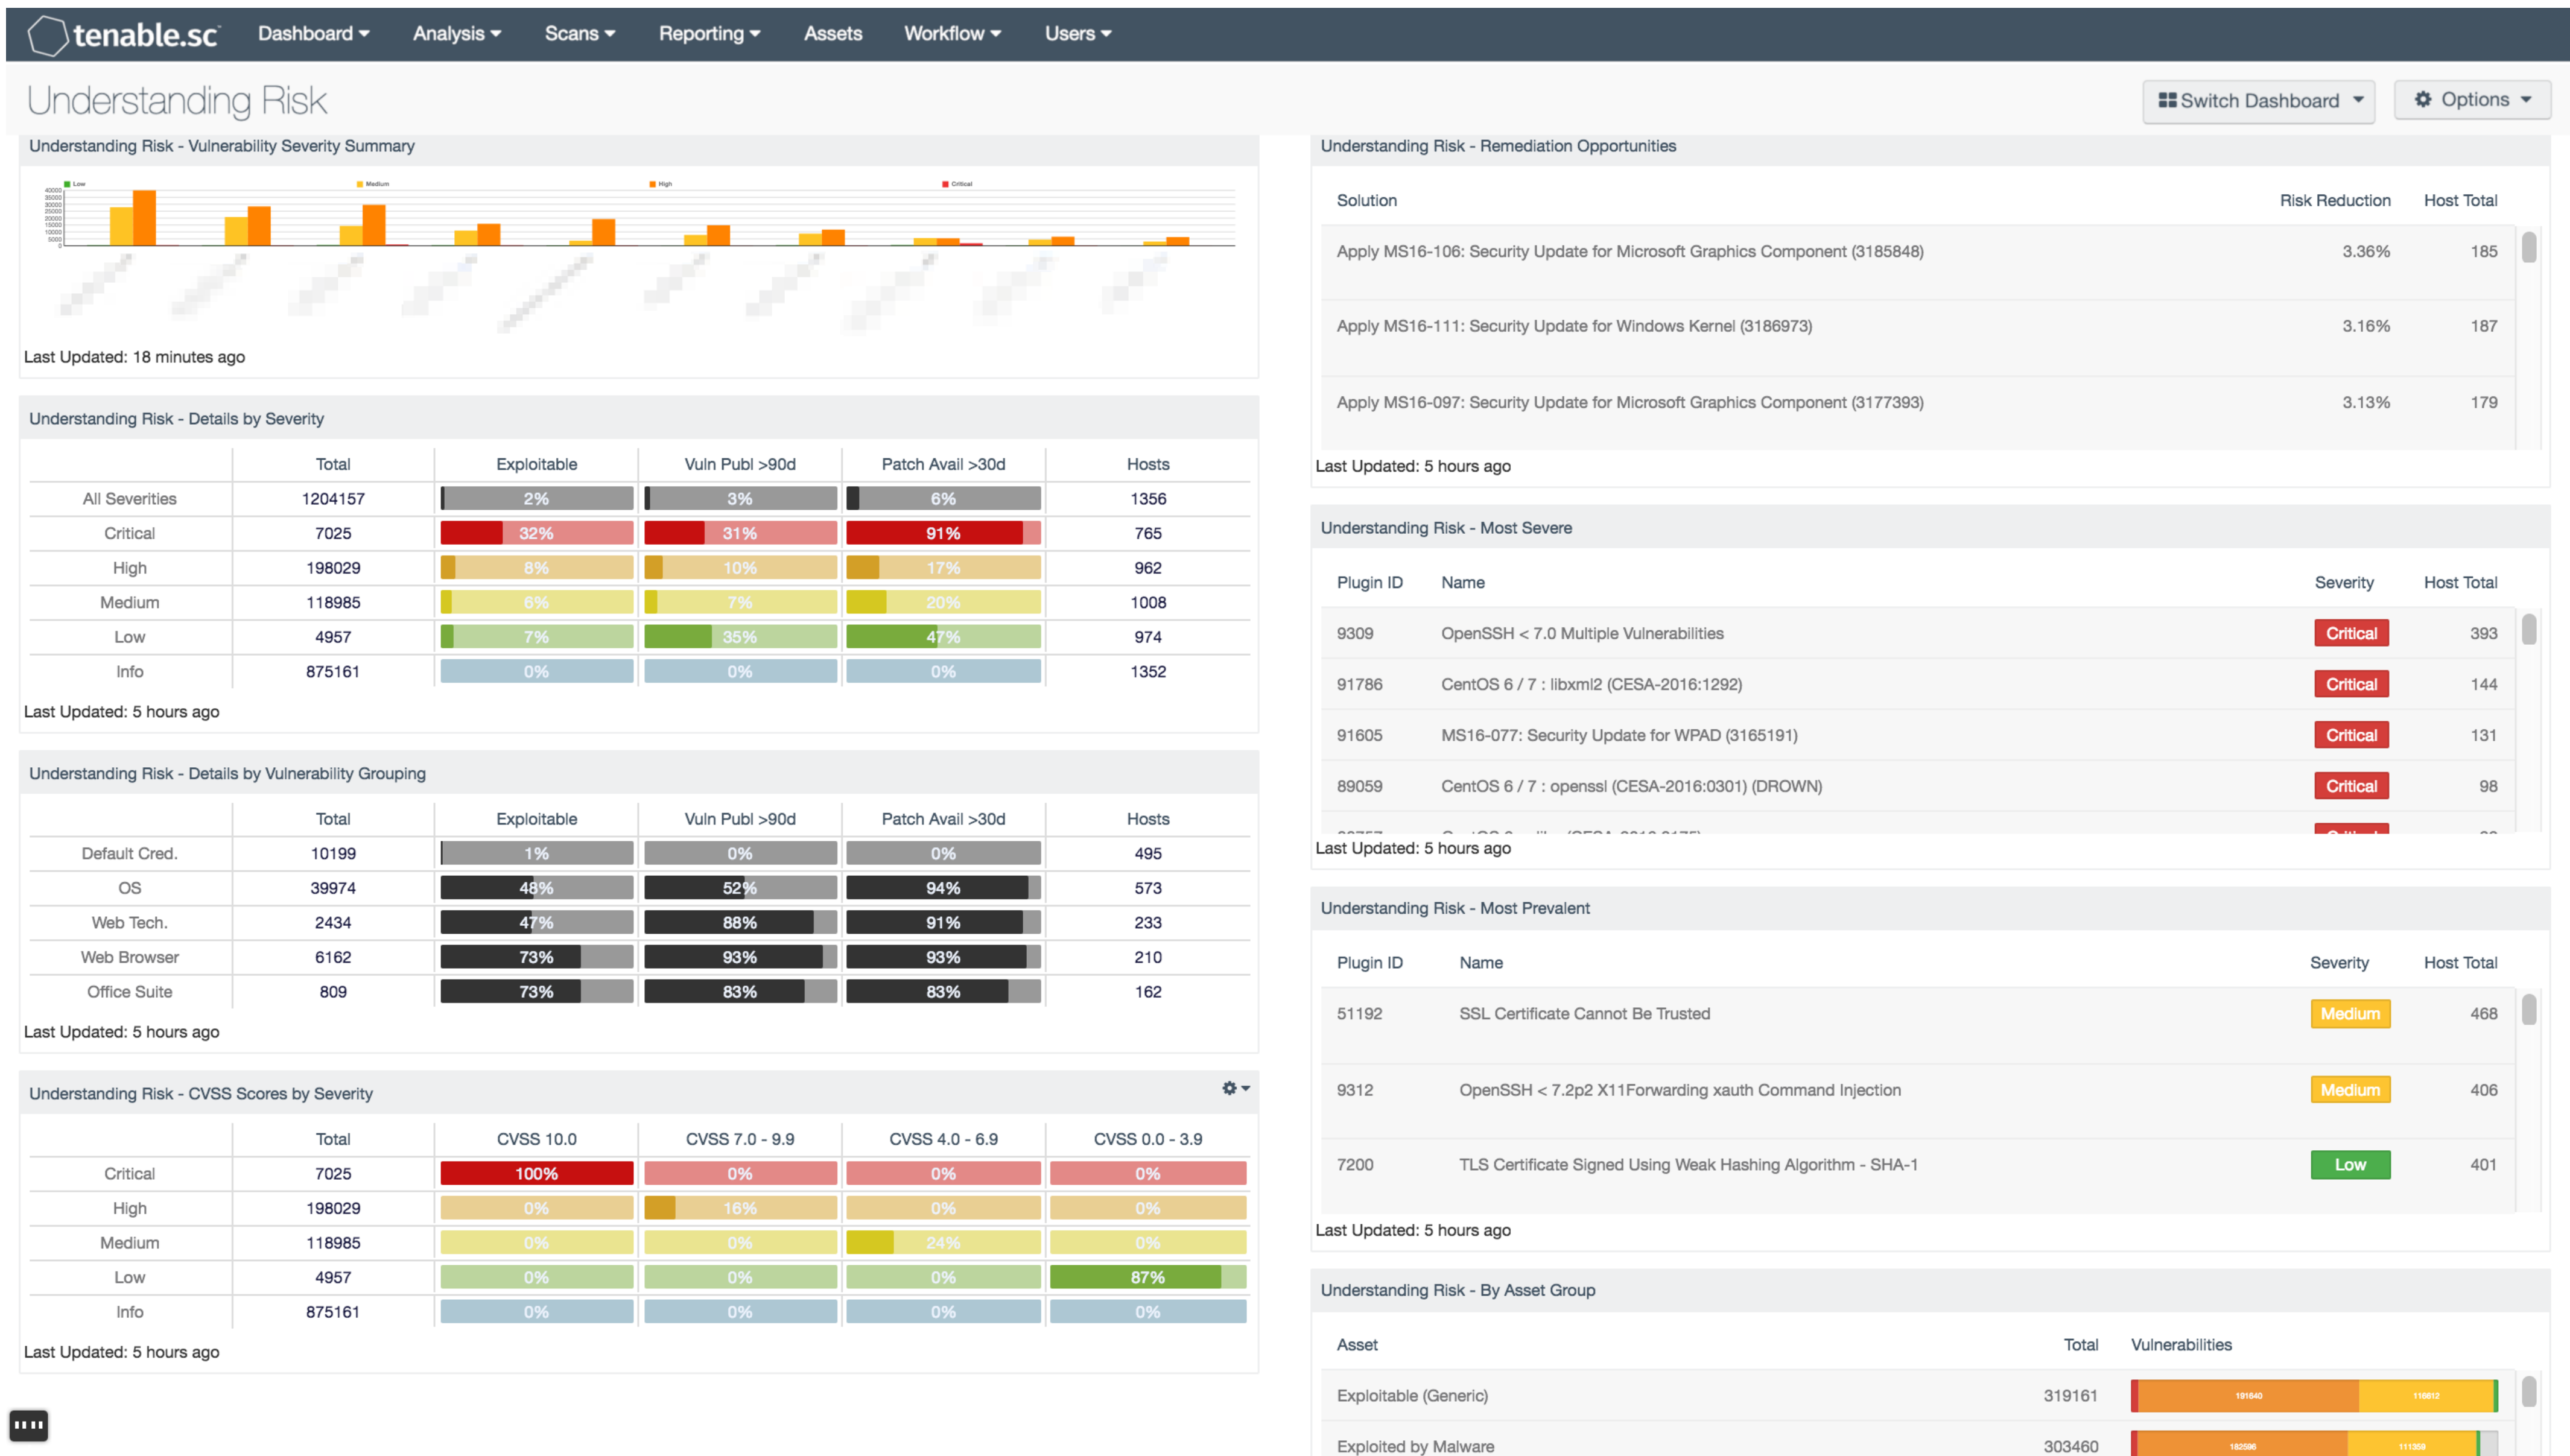 tenable.sc Dashboard Analysis Scans Reporting Assets Workflow Users
Understanding Risk
Switch Dashboard Options
Understanding Risk - Vulnerability Severity Summary
Low Medium High Critical
40000
35000
30000
25000
20000
15000
10000
5000
0
Last Updated: 18 minutes ago
Understanding Risk - Details by Severity
Total Exploitable Vuln Publ >90d Patch Avail >30d Hosts
All Severities 1204157 2% 3% 6% 1356
Critical 7025 32% 31% 91% 765
High 198029 8% 10% 17% 962
Medium 118985 6% 7% 20% 1008
Low 4957 7% 35% 47% 974
Info 875161 0% 0% 0% 1352
Last Updated: 5 hours ago
Understanding Risk - Details by Vulnerability Grouping
Total Exploitable Vuln Publ >90d Patch Avail >30d Hosts
Default Cred. 10199 1% 0% 0% 495
OS 39974 48% 52% 94% 573
Web Tech. 2434 47% 88% 91% 233
Web Browser 6162 73% 93% 93% 210
Office Suite 809 73% 83% 83% 162
Last Updated: 5 hours ago
Understanding Risk - CVSS Scores by Severity
Total CVSS 10.0 CVSS 7.0 - 9.9 CVSS 4.0 - 6.9 CVSS 0.0 - 3.9
Critical 7025 100% 0% 0% 0%
High 198029 0% 16% 0% 0%
Medium 118985 0% 0% 24% 0%
Low 4957 0% 0% 0% 87%
Info 875161 0% 0% 0% 0%
Last Updated: 5 hours ago
Understanding Risk - Remediation Opportunities
Solution Risk Reduction Host Total
Apply MS16-106: Security Update for Microsoft Graphics Component (3185848) 3.36% 185
Apply MS16-111: Security Update for Windows Kernel (3186973) 3.16% 187
Apply MS16-097: Security Update for Microsoft Graphics Component (3177393) 3.13% 179
Last Updated: 5 hours ago
Understanding Risk - Most Severe
Plugin ID Name Severity Host Total
9309 OpenSSH < 7.0 Multiple Vulnerabilities Critical 393
91786 CentOS 6 / 7 : libxml2 (CESA-2016:1292) Critical 144
91605 MS16-077: Security Update for WPAD (3165191) Critical 131
89059 CentOS 6 / 7 : openssl (CESA-2016:0301) (DROWN) Critical 98
Last Updated: 5 hours ago
Understanding Risk - Most Prevalent
Plugin ID Name Severity Host Total
51192 SSL Certificate Cannot Be Trusted Medium 468
9312 OpenSSH < 7.2p2 X11Forwarding xauth Command Injection Medium 406
7200 TLS Certificate Signed Using Weak Hashing Algorithm - SHA-1 Low 401
Last Updated: 5 hours ago
Understanding Risk - By Asset Group
Asset Total Vulnerabilities
Exploitable (Generic) 319161 191640 116612
Exploited by Malware 303460 182596 111359